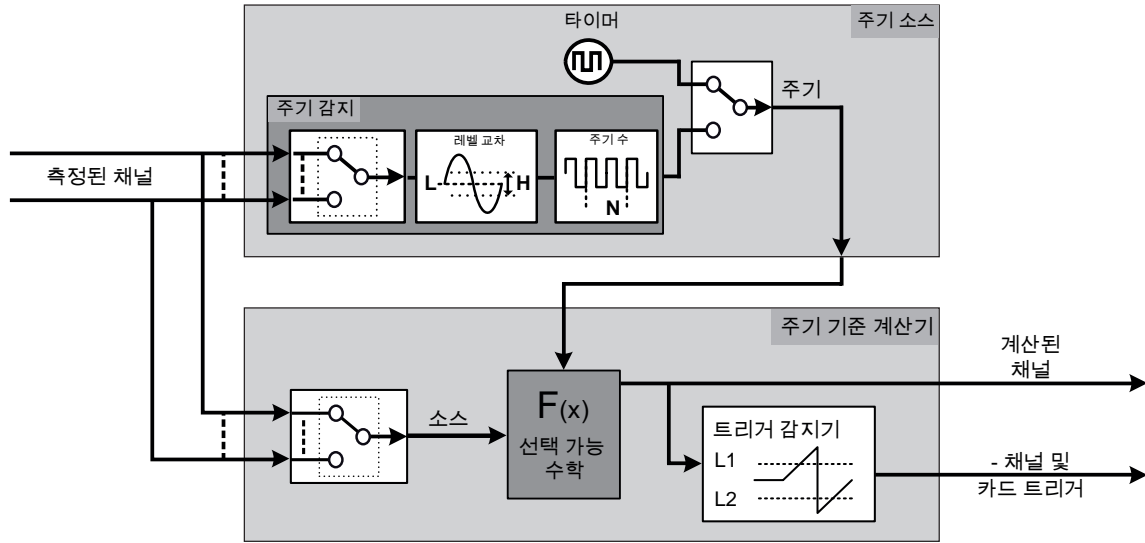 타이머
주기 소스
주기 감지
레벨 교차
주기 수
주기
L
H
N
측정된 채널
주기 기준 계산기
계산된
채널
소스
F(x)
선택 가능
수학
트리거 감지기
L1
L2
- 채널 및
카드 트리거